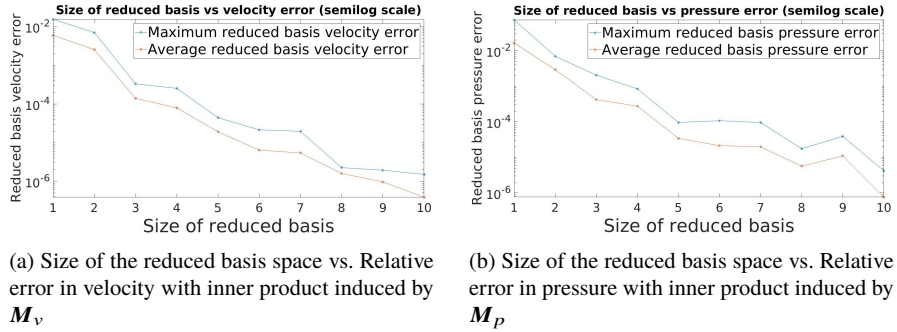 Size of reduced basis vs velocity error (semilog scale)
Maximum reduced basis velocity error
Average reduced basis velocity error
Reduced basis velocity error
10-2
10-4
10-6
1 2 3 4 5 6 7 8 9 10
Size of reduced basis
(a) Size of the reduced basis space vs. Relative
error in velocity with inner product induced by
Mv
Size of reduced basis vs pressure error (semilog scale)
Maximum reduced basis pressure error
Average reduced basis pressure error
Reduced basis pressure error
10-2
10-4
10-6
1 2 3 4 5 6 7 8 9 10
Size of reduced basis
(b) Size of the reduced basis space vs. Relative
error in pressure with inner product induced by
Mp